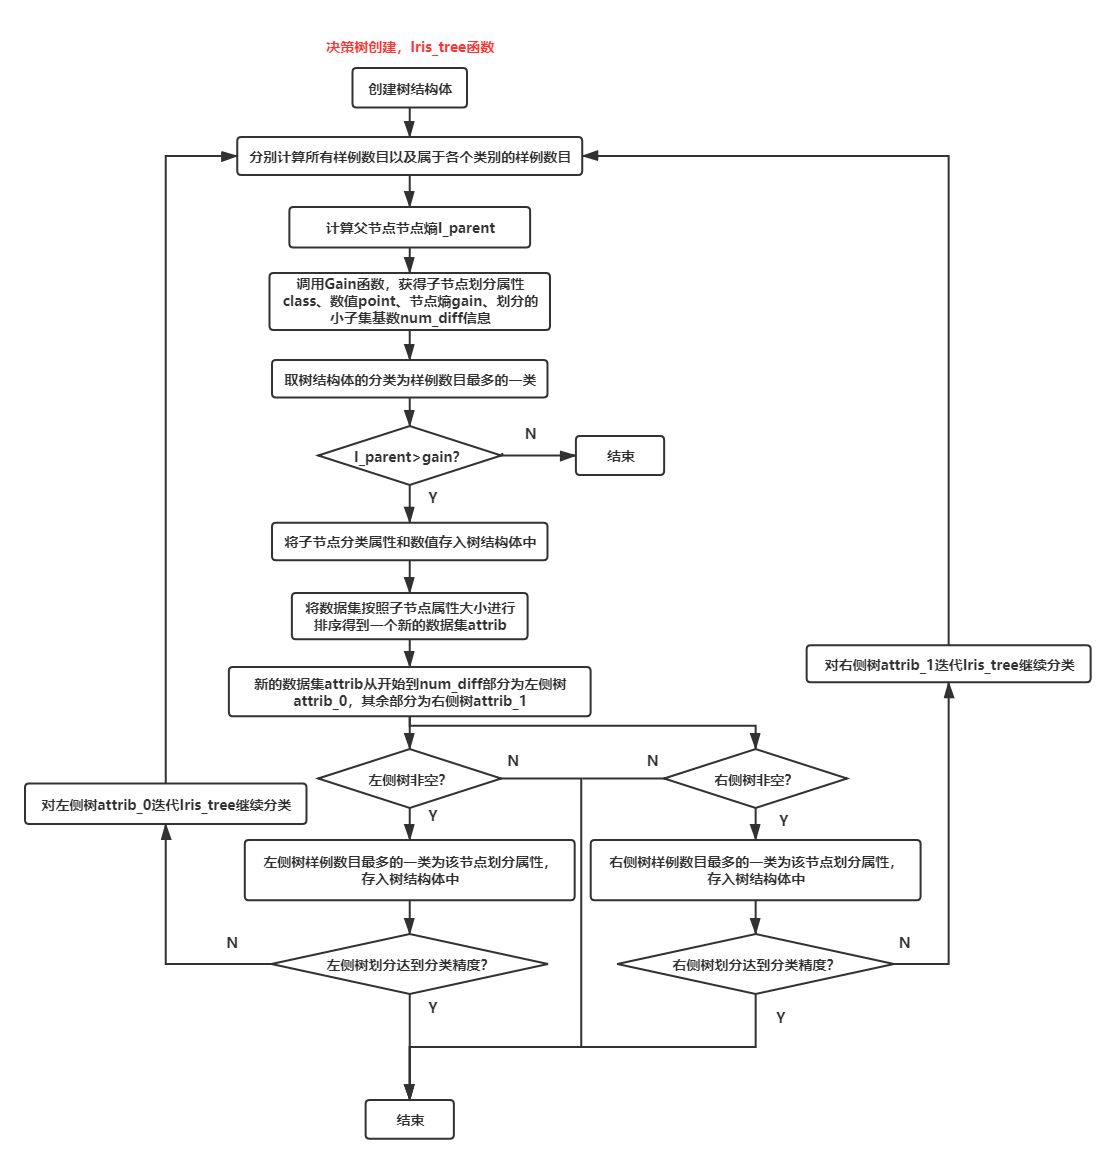 决策树创建，Iris_tree函数
创建树结构体
分别计算所有样例数目以及属于各个类别的样例数目
计算父节点节点熵I_parent
调用Gain函数，获得子节点划分属性
class、数值point、节点熵gain、划分的
小子集基数num_diff信息
取树结构体的分类为样例数目最多的一类
I_parent>gain?
N
结束
Y
将子节点分类属性和数值存入树结构体中
将数据集按照子节点属性大小进行
排序得到一个新的数据集attrib
对右侧树attrib_1迭代Iris_tree继续分类
新的数据集attrib从开始到num_diff部分为左侧树
attrib_0，其余部分为右侧树attrib_1
左侧树非空?
N
N
右侧树非空?
对左侧树attrib_0迭代Iris_tree继续分类
Y
Y
左侧树样例数目最多的一类为该节点划分属性，
存入树结构体中
右侧树样例数目最多的一类为该节点划分属性，
存入树结构体中
N
左侧树划分达到分类精度?
右侧树划分达到分类精度?
N
Y
Y
结束